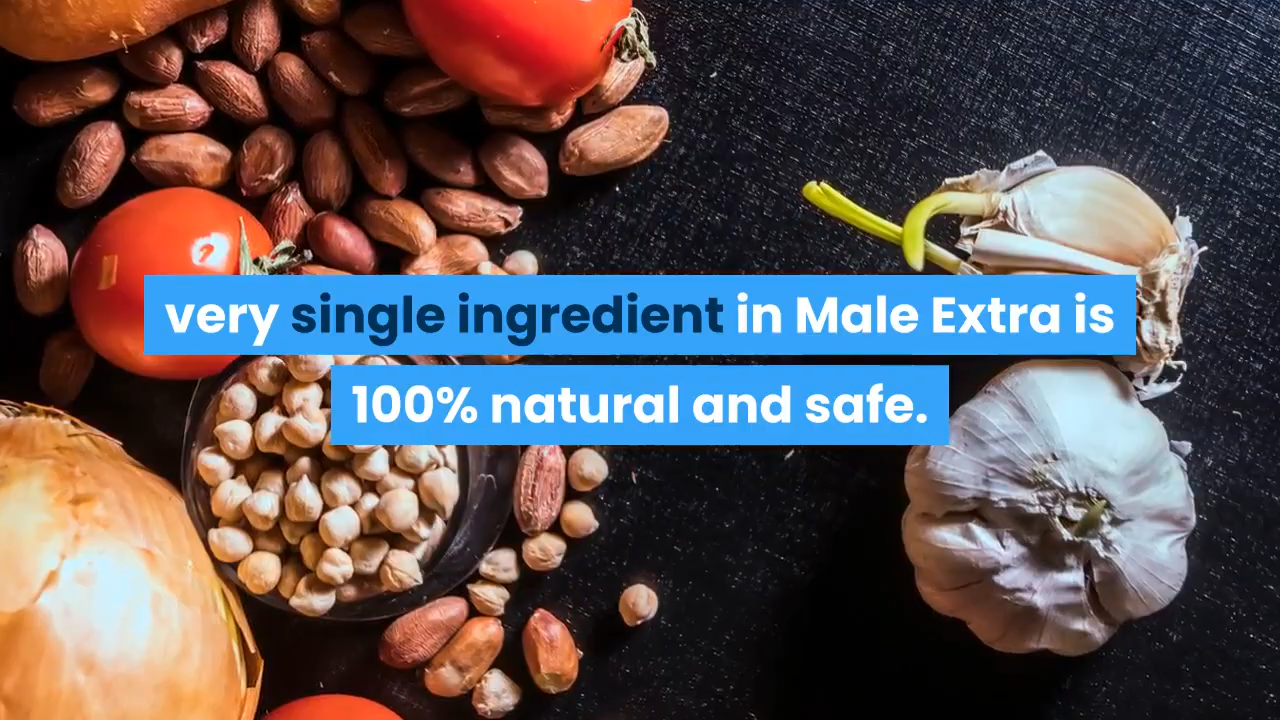 very single ingredient in Male Extra is
100% natural and safe.